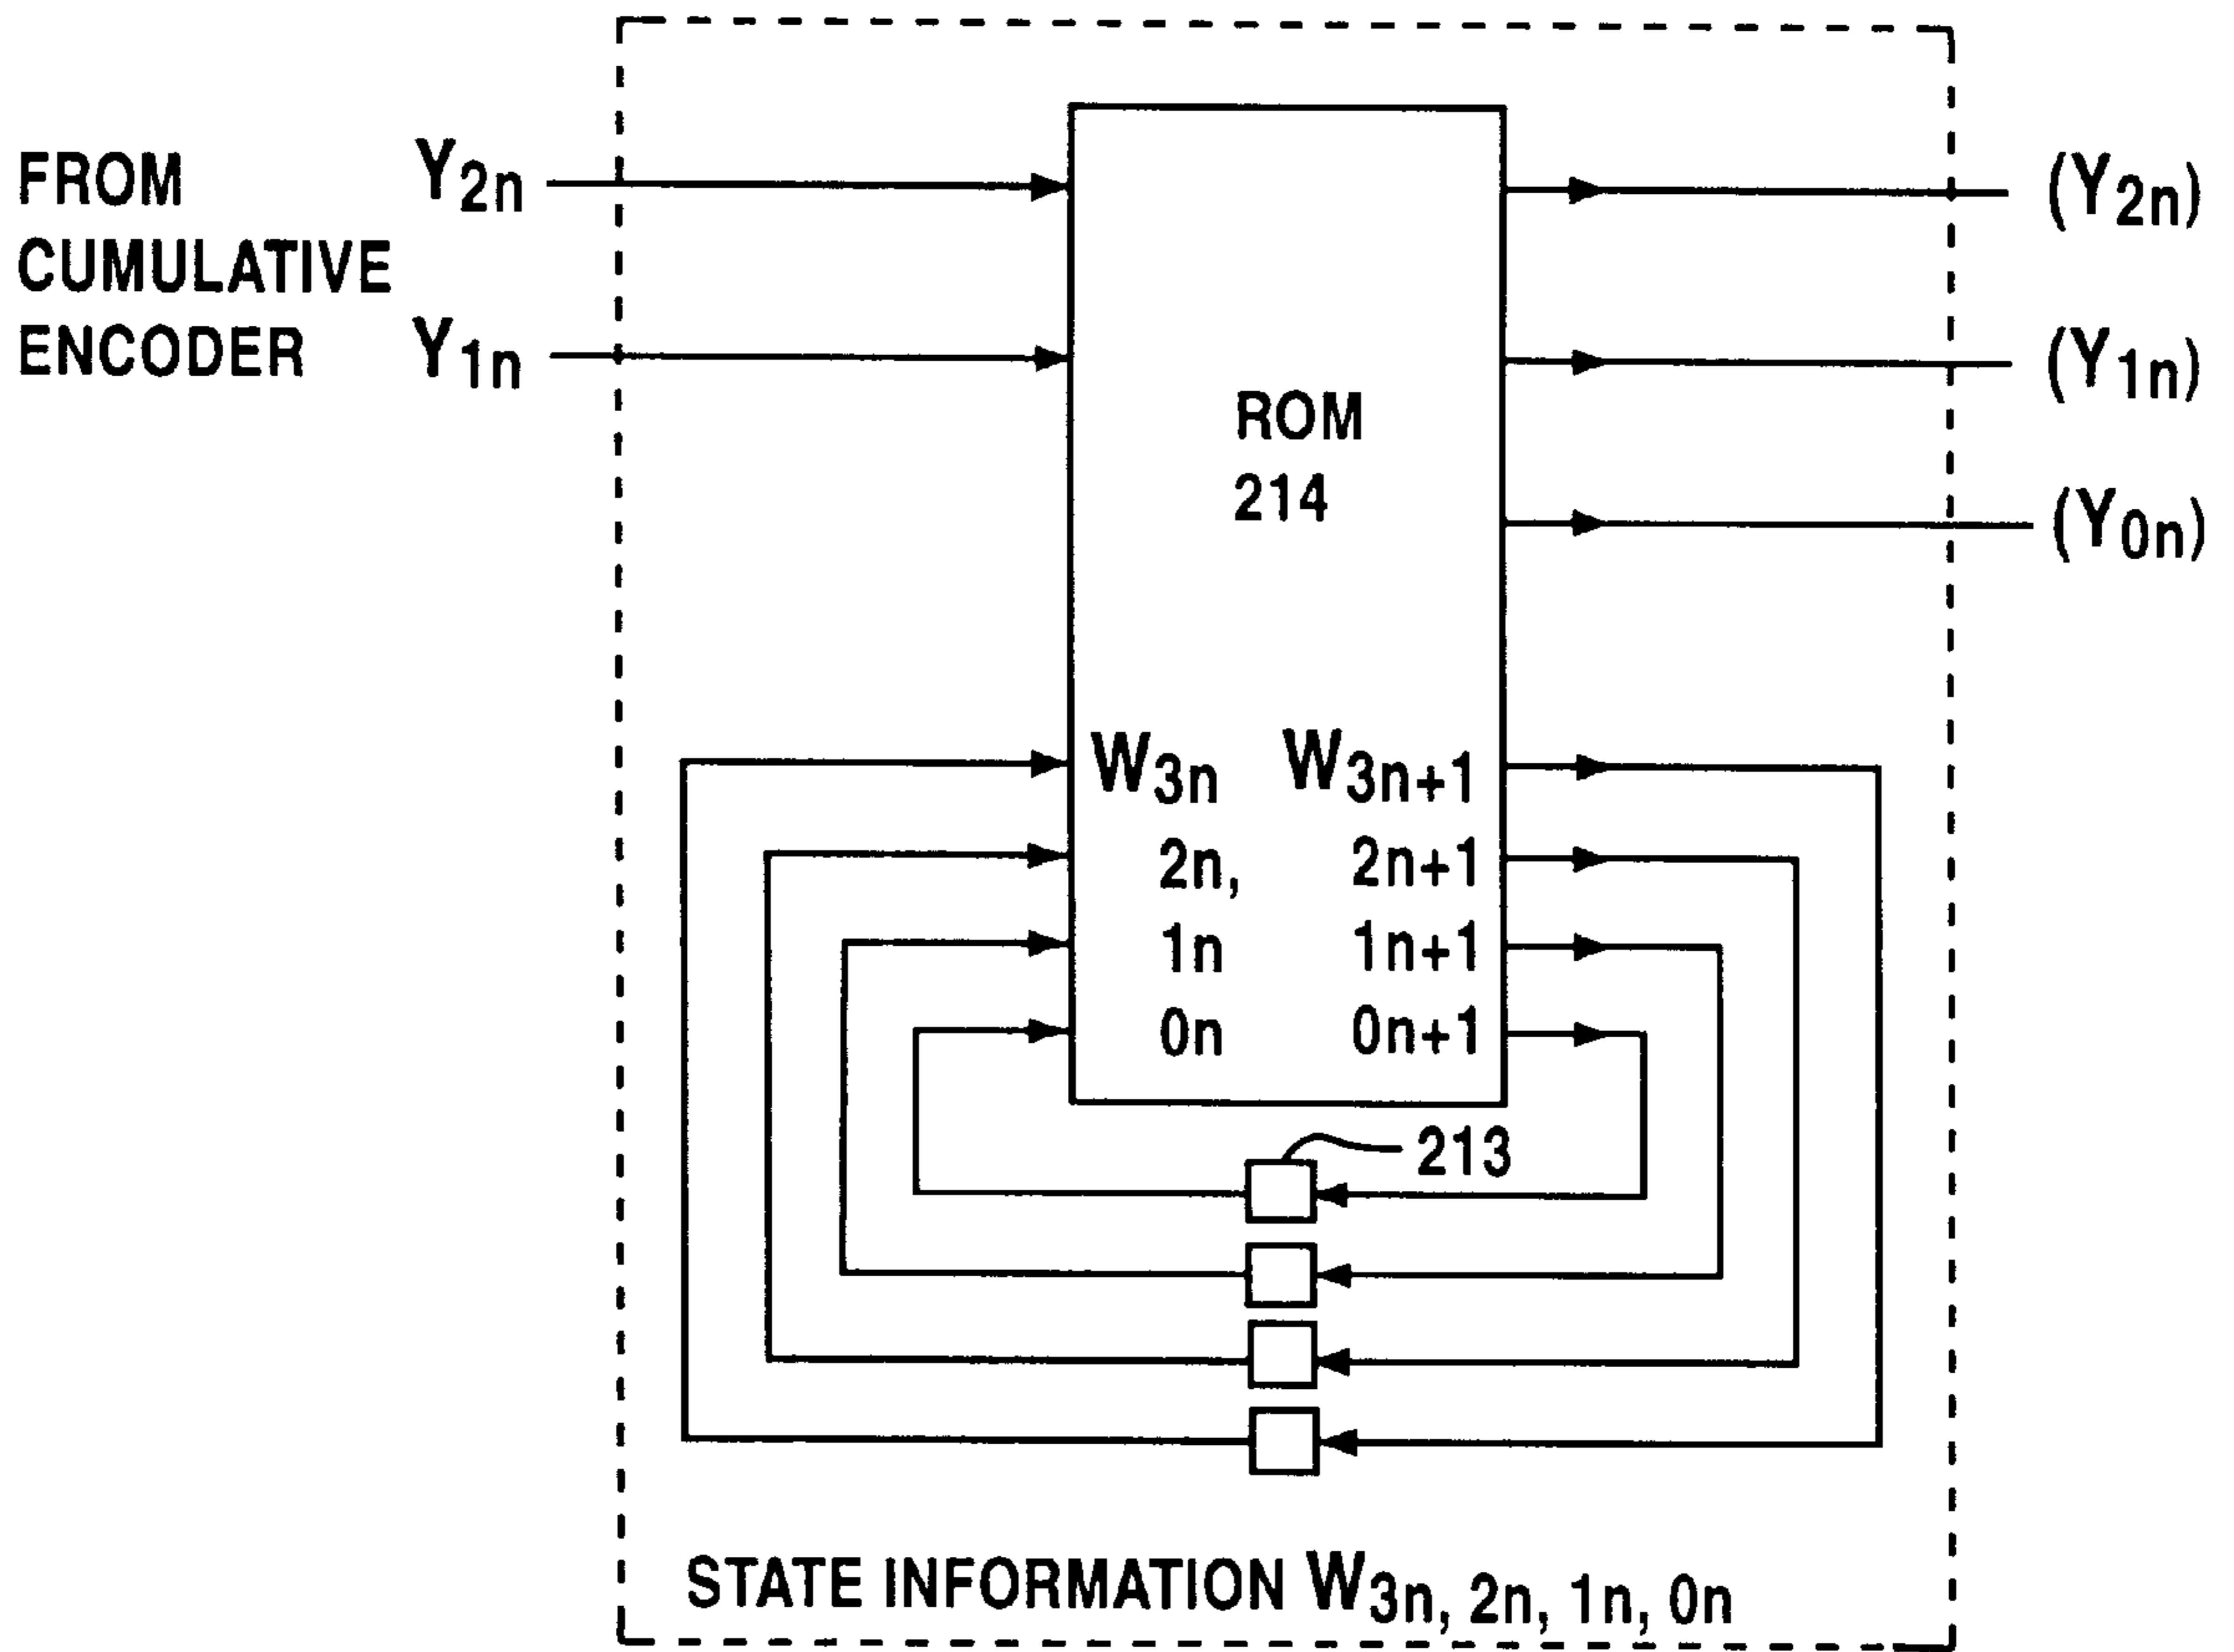 FROM
CUMULATIVE
ENCODER
Y2n
Y1n
ROM
214
(Y2n)
(Y1n)
(Y0n)
W3n W3n+1
2n, 2n+1
1n 1n+1
0n 0n+1
213
STATE INFORMATION W3n, 2n, 1n, 0n